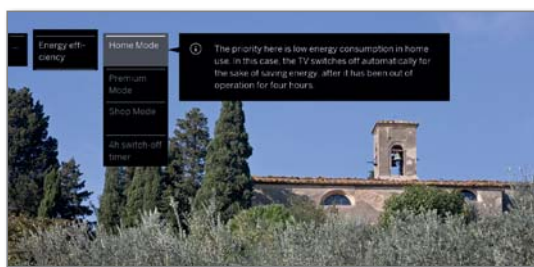 ...
Energy effi-
ciency
Home Mode
Premium
Mode
Shop Mode
4h switch-off
timer
The priority here is low energy consumption in home
use. In this case, the TV switches off automatically for
the sake of saving energy, after it has been out of
operation for four hours.